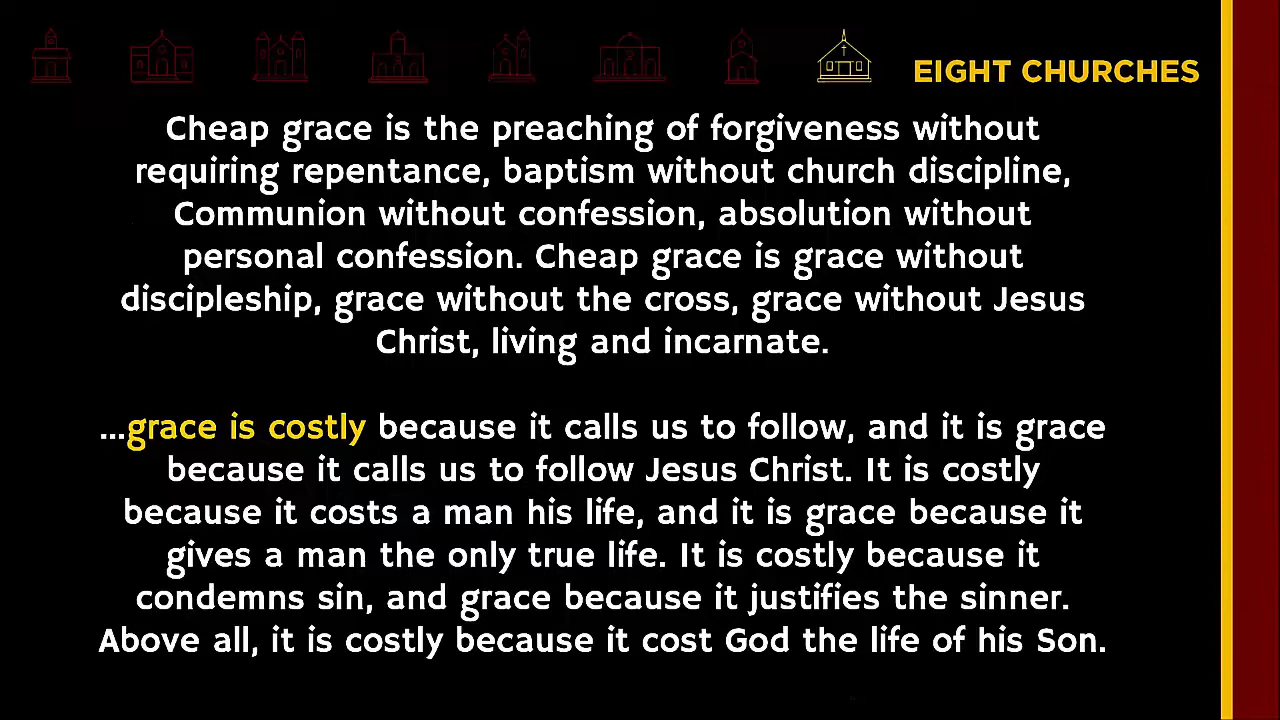 EIGHT CHURCHES
Cheap grace is the preaching of forgiveness without
requiring repentance, baptism without church discipline,
Communion without confession, absolution without
personal confession. Cheap grace is grace without
discipleship, grace without the cross, grace without Jesus
Christ, living and incarnate.
...grace is costly because it calls us to follow, and it is grace
because it calls us to follow Jesus Christ. It is costly
because it costs a man his life, and it is grace because it
gives a man the only true life. It is costly because it
condemns sin, and grace because it justifies the sinner.
Above all, it is costly because it cost God the life of his Son.